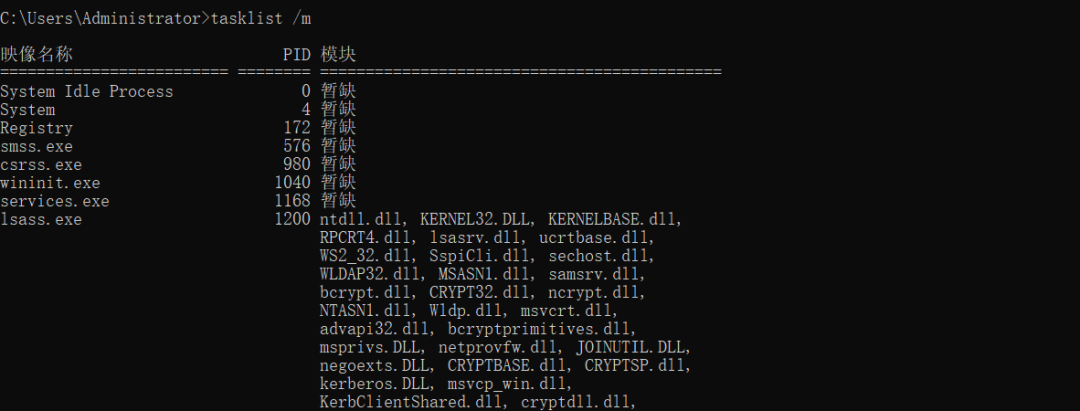 C:\Users\Administrator>tasklist /m
映像名称                       PID 模块
========================= ======== ============================================
System Idle Process              0 暂缺
System                           4 暂缺
Registry                       172 暂缺
smss.exe                       576 暂缺
csrss.exe                      980 暂缺
wininit.exe                   1040 暂缺
services.exe                  1168 暂缺
lsass.exe                     1200 ntdll.dll, KERNEL32.DLL, KERNELBASE.dll,
                                   RPCRT4.dll, lsasrv.dll, ucrtbase.dll,
                                   WS2_32.dll, SspiCli.dll, sechost.dll,
                                   WLDAP32.dll, MSASN1.dll, samsrv.dll,
                                   bcrypt.dll, CRYPT32.dll, ncrypt.dll,
                                   NTASN1.dll, Wldp.dll, msvcrt.dll,
                                   advapi32.dll, bcryptprimitives.dll,
                                   msprivs.DLL, netprovfw.dll, JOINUTIL.DLL,
                                   negoexts.DLL, CRYPTBASE.dll, CRYPTSP.dll,
                                   kerberos.DLL, msvcp_win.dll,
                                   KerbClientShared.dll, cryptdll.dll,